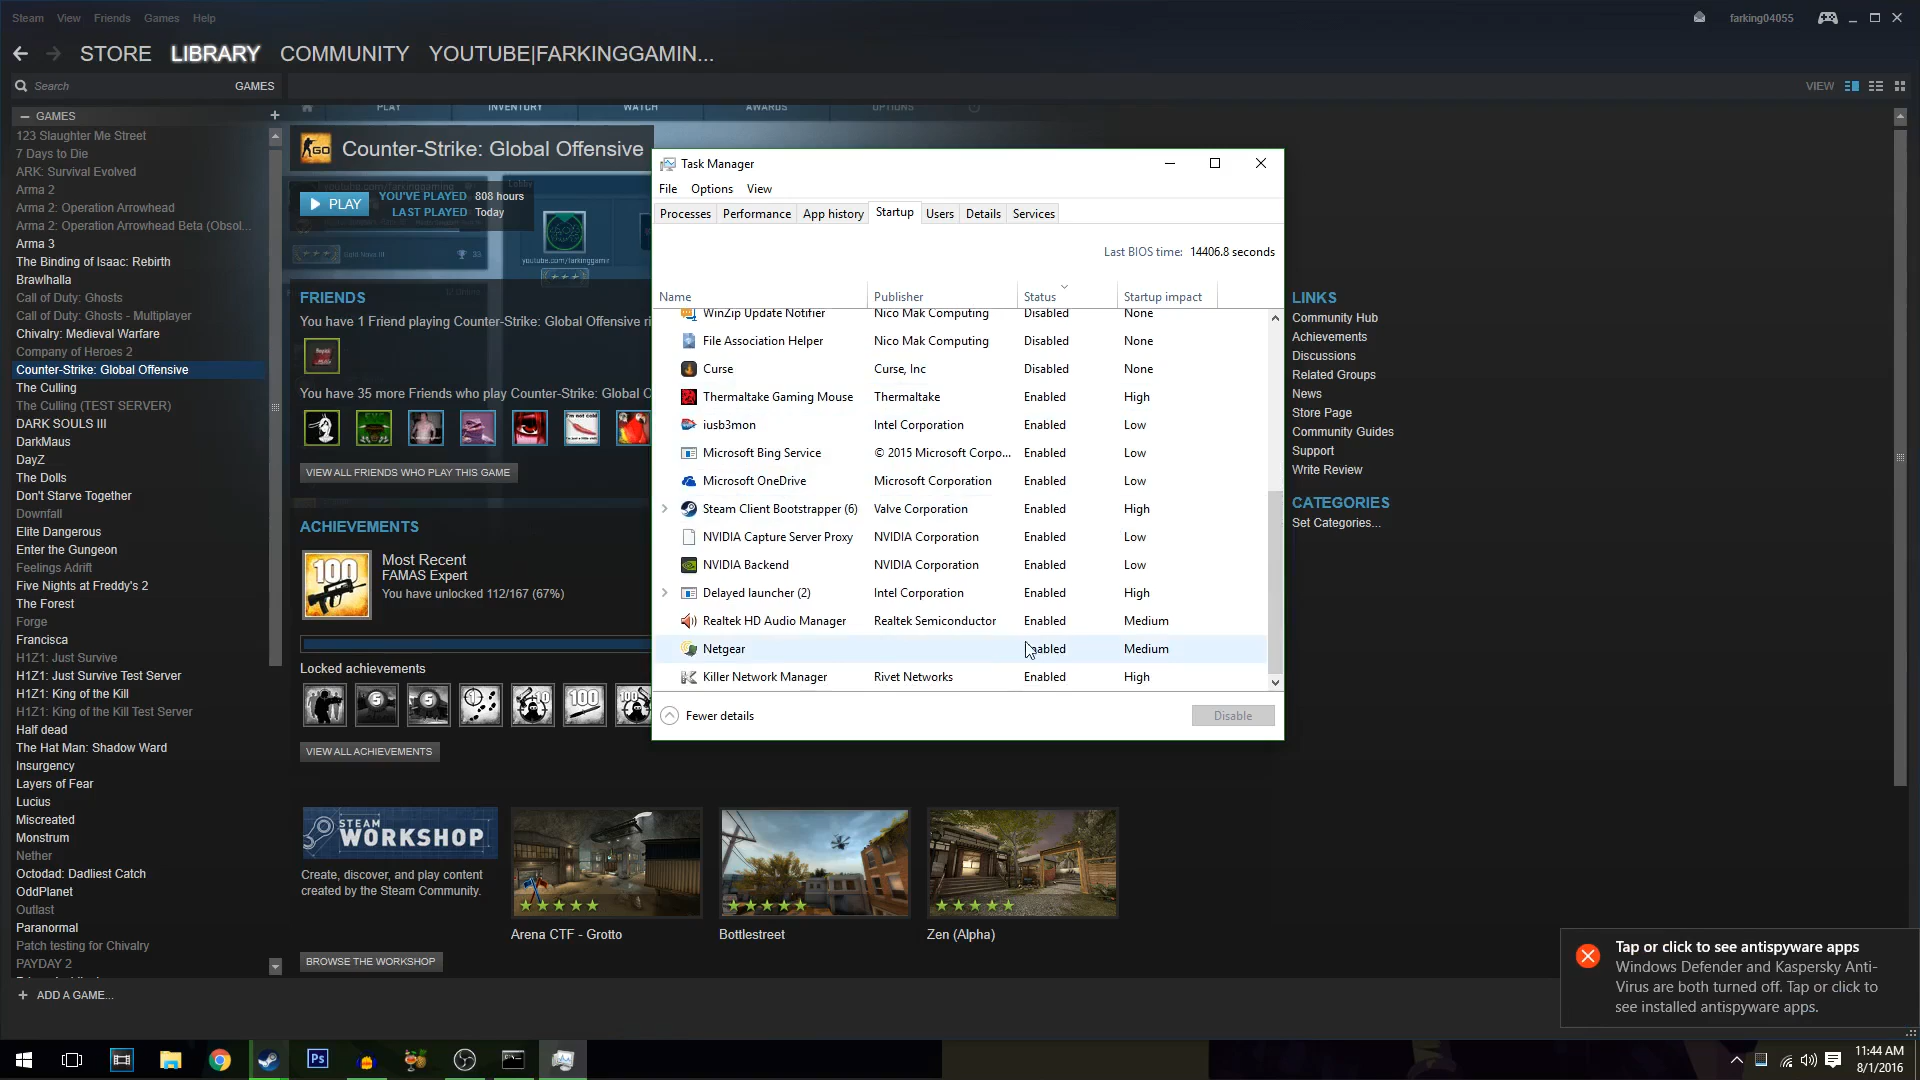 Steam View Friends Games Help
farking04055
STORE LIBRARY COMMUNITY YOUTUBE|FARKINGGAMIN...
Search GAMES
VIEW
GAMES
123 Slaughter Me Street
7 Days to Die
ARK: Survival Evolved
Arma 2
Arma 2: Operation Arrowhead
Arma 2: Operation Arrowhead Beta (Obsol...
Arma 3
The Binding of Isaac: Rebirth
Brawlhalla
Call of Duty: Ghosts
Call of Duty: Ghosts - Multiplayer
Chivalry: Medieval Warfare
Company of Heroes 2
Counter-Strike: Global Offensive
The Culling
The Culling (TEST SERVER)
DARK SOULS III
DarkMaus
DayZ
The Dolls
Don't Starve Together
Downfall
Elite Dangerous
Enter the Gungeon
Feelings Adrift
Five Nights at Freddy's 2
The Forest
Forge
Francisca
H1Z1: Just Survive
H1Z1: Just Survive Test Server
H1Z1: King of the Kill
H1Z1: King of the Kill Test Server
Half dead
The Hat Man: Shadow Ward
Insurgency
Layers of Fear
Lucius
Miscreated
Monstrum
Nether
Octodad: Dadliest Catch
OddPlanet
Outlast
Paranormal
Patch testing for Chivalry
PAYDAY 2
ADD A GAME...
PLAY INVENTORY WATCH AWARDS OPTIONS
GO
Counter-Strike: Global Offensive
PLAY
YOU'VE PLAYED 808 hours
LAST PLAYED Today
Lobby
youtube.com/farkinggamin
33
FRIENDS
You have 1 Friend playing Counter-Strike: Global Offensive ri
You have 35 more Friends who play Counter-Strike: Global O
VIEW ALL FRIENDS WHO PLAY THIS GAME
ACHIEVEMENTS
100
Most Recent
FAMAS Expert
You have unlocked 112/167 (67%)
Locked achievements
VIEW ALL ACHIEVEMENTS
STEAM
WORKSHOP
Create, discover, and play content
created by the Steam Community.
BROWSE THE WORKSHOP
Arena CTF - Grotto
Bottlestreet
Zen (Alpha)
Task Manager
File Options View
Processes Performance App history Startup Users Details Services
Last BIOS time: 14406.8 seconds
Name Publisher Status Startup impact
WinZip Update Notifier Nico Mak Computing Disabled None
File Association Helper Nico Mak Computing Disabled None
Curse Curse, Inc Disabled None
Thermaltake Gaming Mouse Thermaltake Enabled High
iusb3mon Intel Corporation Enabled Low
Microsoft Bing Service © 2015 Microsoft Corpo... Enabled Low
Microsoft OneDrive Microsoft Corporation Enabled Low
Steam Client Bootstrapper (6) Valve Corporation Enabled High
NVIDIA Capture Server Proxy NVIDIA Corporation Enabled Low
NVIDIA Backend NVIDIA Corporation Enabled Low
Delayed launcher (2) Intel Corporation Enabled High
Realtek HD Audio Manager Realtek Semiconductor Enabled Medium
Netgear Enabled Medium
Killer Network Manager Rivet Networks Enabled High
Fewer details
Disable
LINKS
Community Hub
Achievements
Discussions
Related Groups
News
Store Page
Community Guides
Support
Write Review
CATEGORIES
Set Categories...
Tap or click to see antispyware apps
Windows Defender and Kaspersky Anti-
Virus are both turned off. Tap or click to
see installed antispyware apps.
Ps
11:44 AM
8/1/2016